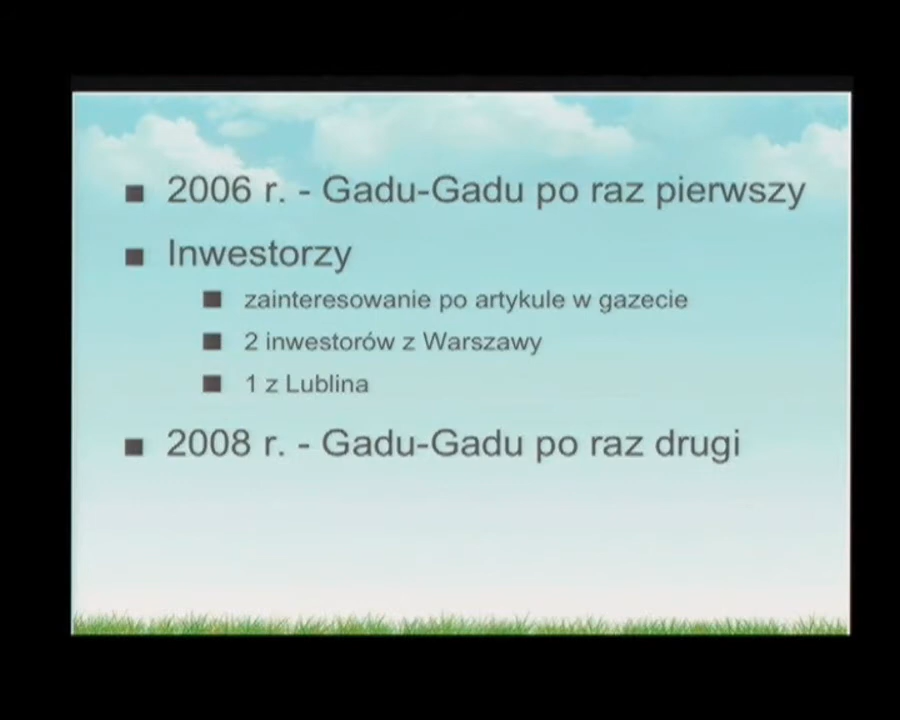 2006 r. - Gadu-Gadu po raz pierwszy
Inwestorzy
zainteresowanie po artykule w gazecie
2 inwestorów z Warszawy
1 z Lublina
2008 r. - Gadu-Gadu po raz drugi